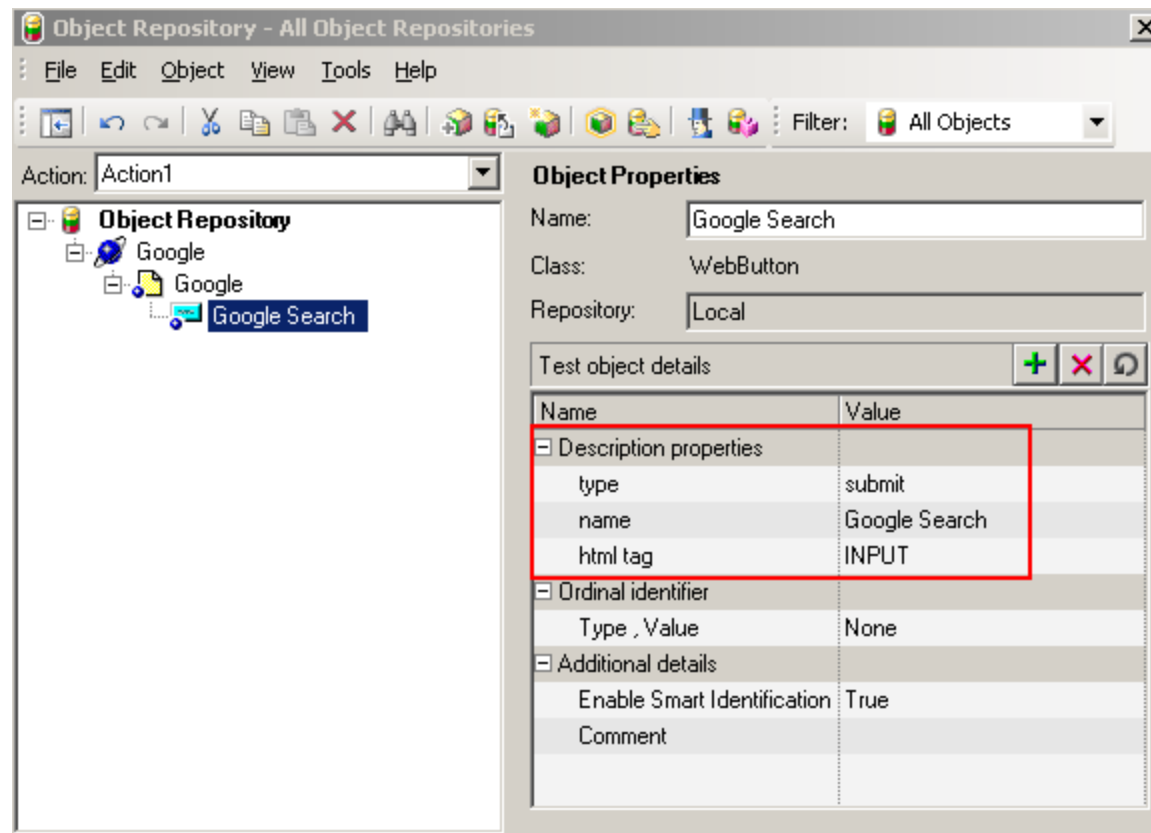 Object Repository - All Object Repositories
File Edit Object View Tools Help
Filter: All Objects
Action: Action1
Object Repository
Google
Google
Google Search
Object Properties
Name: Google Search
Class: WebButton
Repository: Local
Test object details
Name Value
Description properties
type submit
name Google Search
html tag INPUT
Ordinal identifier
Type , Value None
Additional details
Enable Smart Identification True
Comment